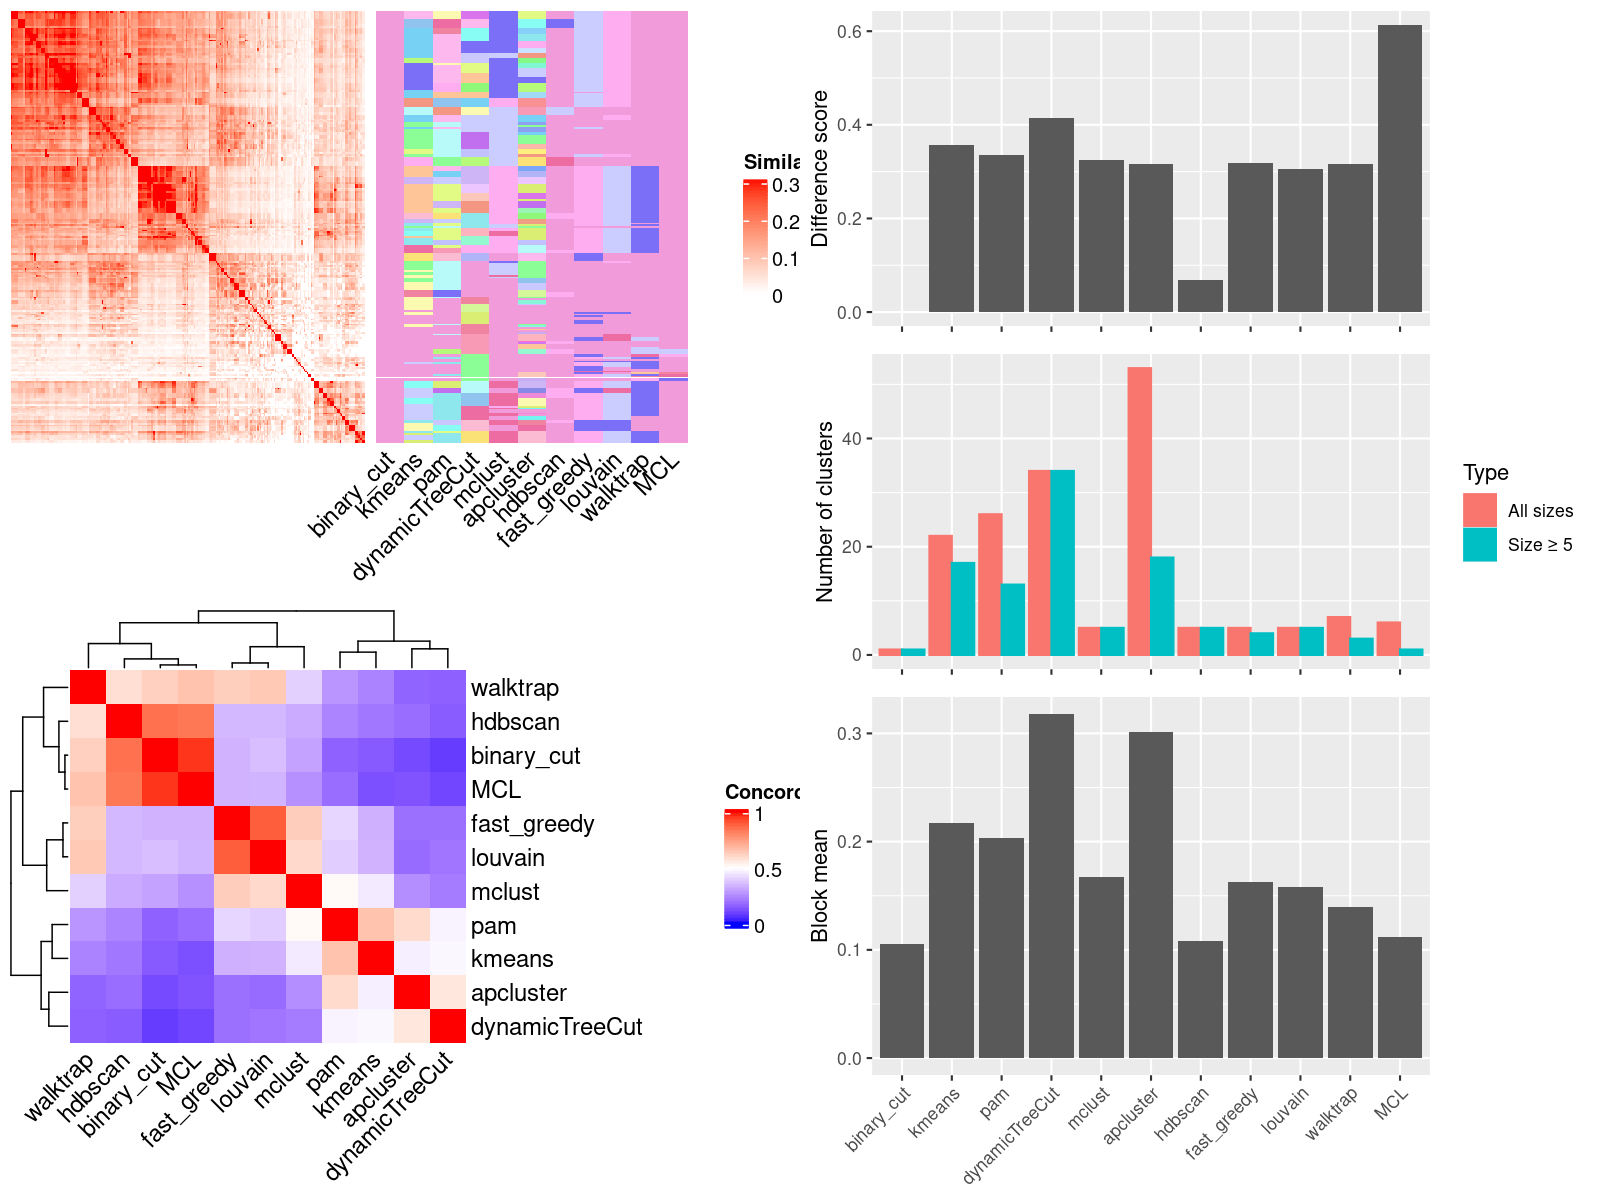 Simila
0.3
0.2
0.1
0
binary_cut
kmeans
pam
dynamicTreeCut
mclust
apcluster
hdbscan
fast_greedy
louvain
walktrap
MCL
walktrap
hdbscan
binary_cut
MCL
fast_greedy
louvain
mclust
pam
kmeans
apcluster
dynamicTreeCut
walktrap
hdbscan
binary_cut
MCL
fast_greedy
louvain
mclust
pam
kmeans
apcluster
dynamicTreeCut
Concord
1
0.5
0
Difference score
0.6
0.4
0.2
0.0
Number of clusters
40
20
0
Type
All sizes
Size ≥ 5
Block mean
0.3
0.2
0.1
0.0
binary_cut
kmeans
pam
dynamicTreeCut
mclust
apcluster
hdbscan
fast_greedy
louvain
walktrap
MCL